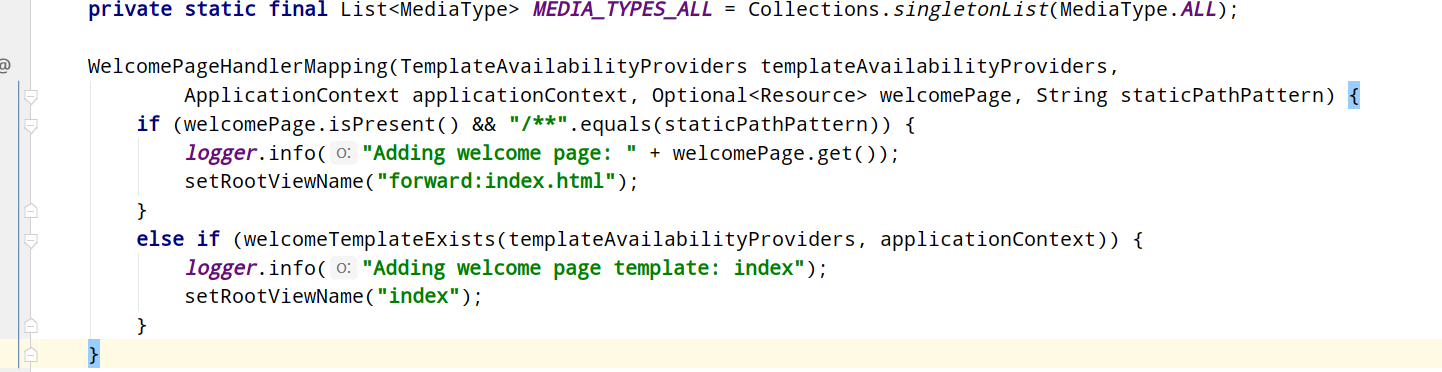 private static final List<MediaType> MEDIA_TYPES_ALL = Collections.singletonList(MediaType.ALL);
@
WelcomePageHandlerMapping(TemplateAvailabilityProviders templateAvailabilityProviders,
ApplicationContext applicationContext, Optional<Resource> welcomePage, String staticPathPattern) {
if (welcomePage.isPresent() && "/**".equals(staticPathPattern)) {
logger.info( o: "Adding welcome page: " + welcomePage.get());
setRootViewName("forward:index.html");
}
else if (welcomeTemplateExists(templateAvailabilityProviders, applicationContext)) {
logger.info( o: "Adding welcome page template: index");
setRootViewName("index");
}
}